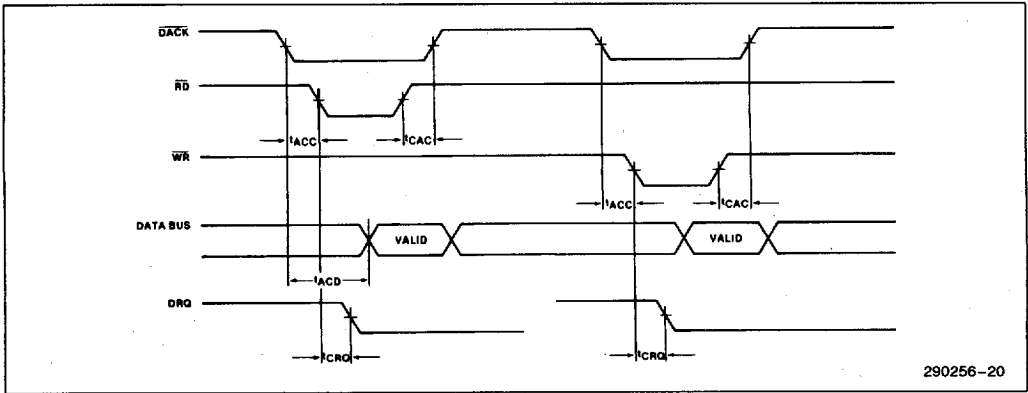 DACK
RD
tACC
tCAC
WR
tACC
tCAC
DATA BUS
VALID
VALID
tACD
DRQ
tCRQ
tCRQ
290256–20